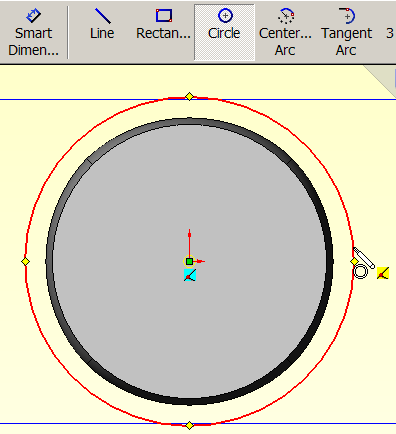 Smart
Dimen...
Line
Rectan...
Circle
Center...
Arc
Tangent
Arc
3